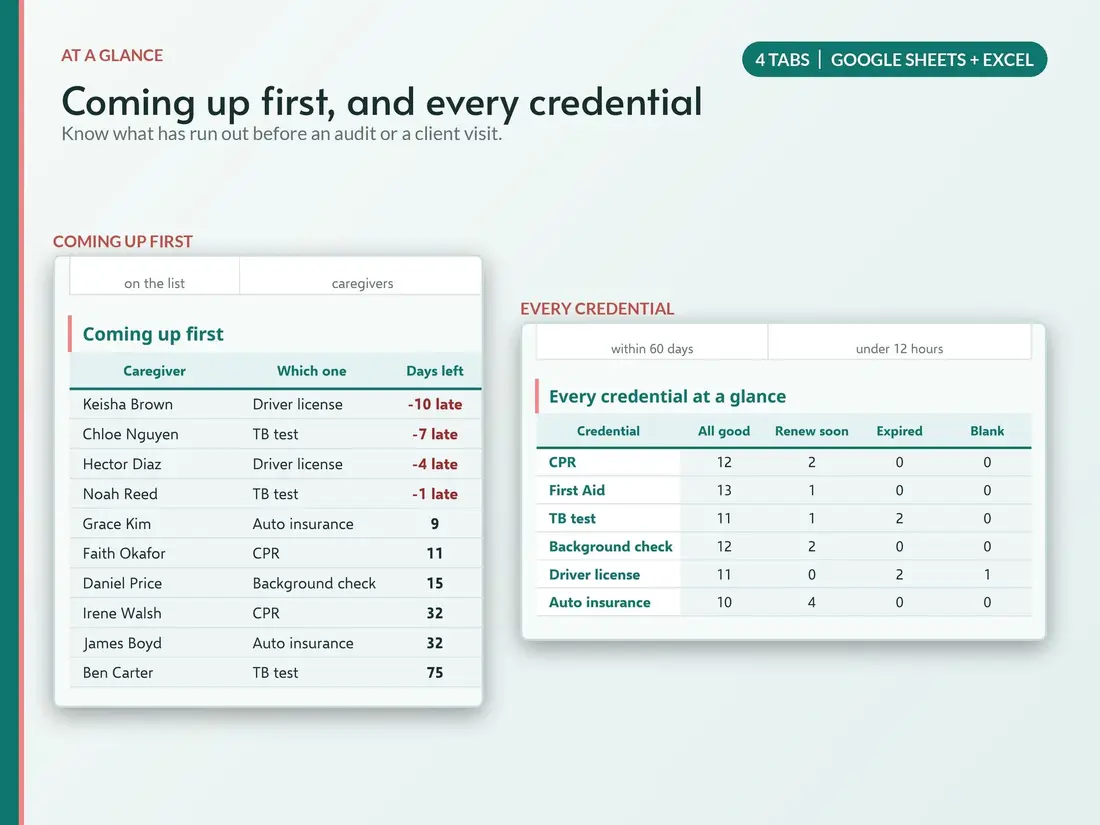 AT A GLANCE
4 TABS | GOOGLE SHEETS + EXCEL
Coming up first, and every credential
Know what has run out before an audit or a client visit.
COMING UP FIRST
on the list caregivers
Coming up first
Caregiver Which one Days left
Keisha Brown Driver license -10 late
Chloe Nguyen TB test -7 late
Hector Diaz Driver license -4 late
Noah Reed TB test -1 late
Grace Kim Auto insurance 9
Faith Okafor CPR 11
Daniel Price Background check 15
Irene Walsh CPR 32
James Boyd Auto insurance 32
Ben Carter TB test 75
EVERY CREDENTIAL
within 60 days under 12 hours
Every credential at a glance
Credential All good Renew soon Expired Blank
CPR 12 2 0 0
First Aid 13 1 0 0
TB test 11 1 2 0
Background check 12 2 0 0
Driver license 11 0 2 1
Auto insurance 10 4 0 0